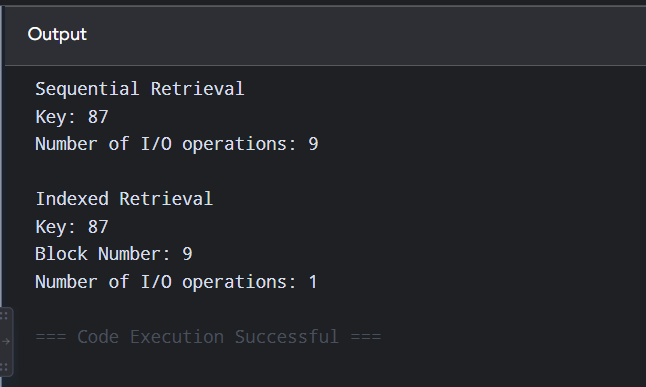 Output
Sequential Retrieval
Key: 87
Number of I/O operations: 9
Indexed Retrieval
Key: 87
Block Number: 9
Number of I/O operations: 1
=== Code Execution Successful ===